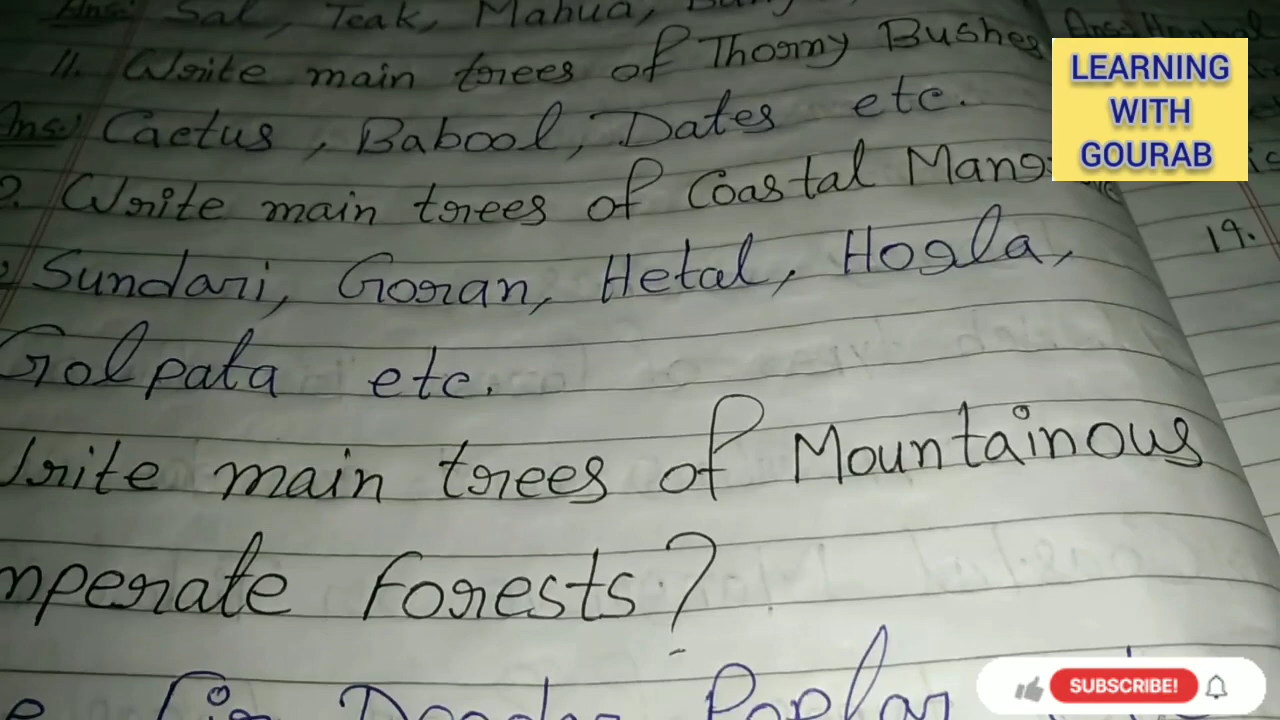 Ans:) Sal, Teak, Mahua,
11. Write main trees of Thorny Bushes
Ans:) Cactus, Babool, Dates etc.
2. Write main trees of Coastal Mang
Sundari, Goran, Hetal, Hogla,
Golpata etc.
Write main trees of Mountainous
mperate Forests?
Poplar
19.
LEARNING
WITH
GOURAB
SUBSCRIBE!